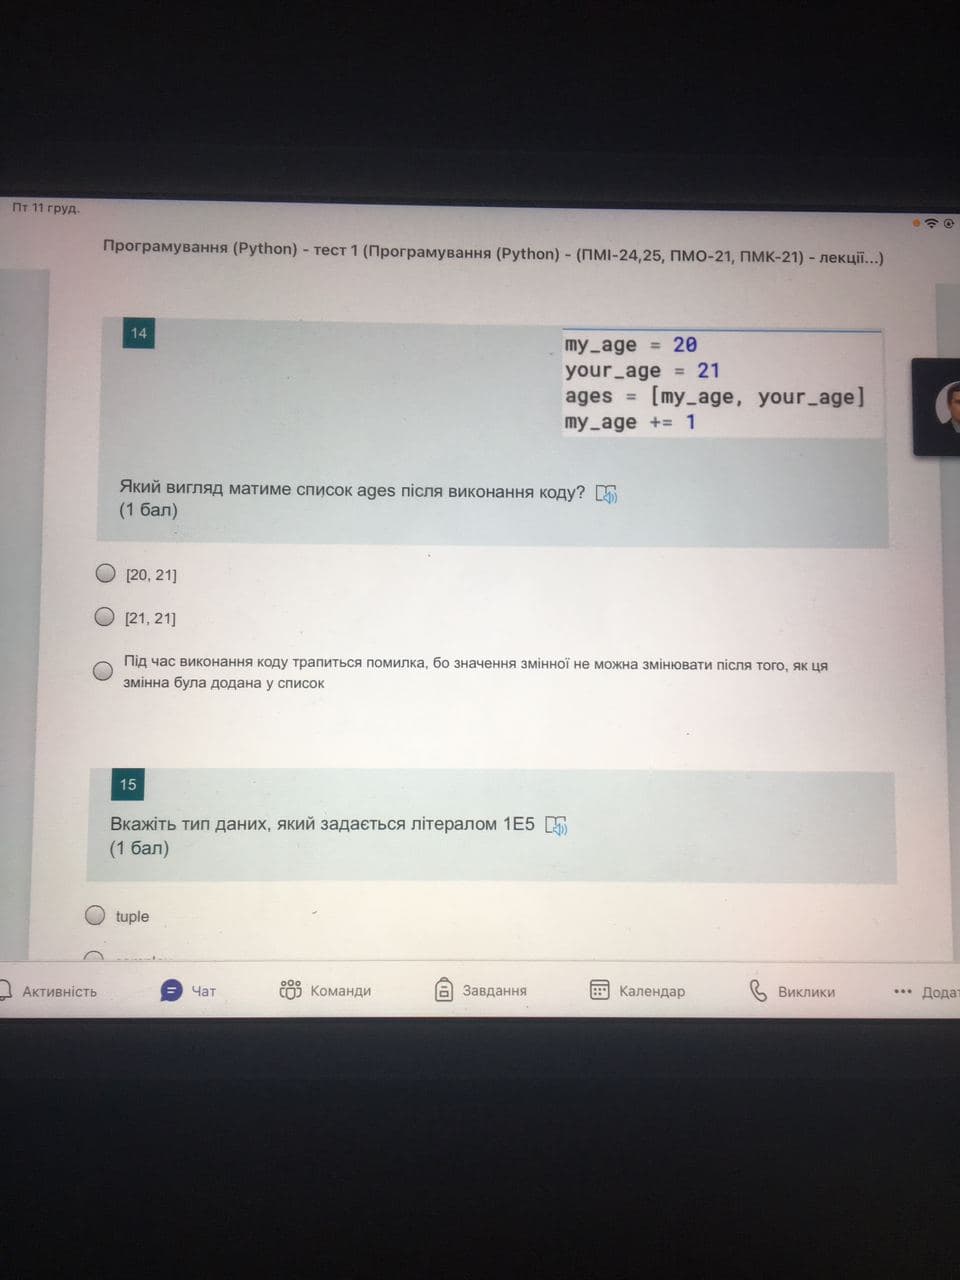 Пт 11 груд.
Програмування (Python) - тест 1 (Програмування (Python) - (ПМІ-24,25, ПМО-21, ПМК-21) - лекції...)
14
my_age = 20
your_age = 21
ages = [my_age, your_age]
my_age += 1
Який вигляд матиме список ages після виконання коду?
(1 бал)
[20, 21]
[21, 21]
Під час виконання коду трапиться помилка, бо значення змінної не можна змінювати після того, як ця
змінна була додана у список
15
Вкажіть тип даних, який задається літералом 1E5
(1 бал)
tuple
Активність
Чат
Команди
Завдання
Календар
Виклики